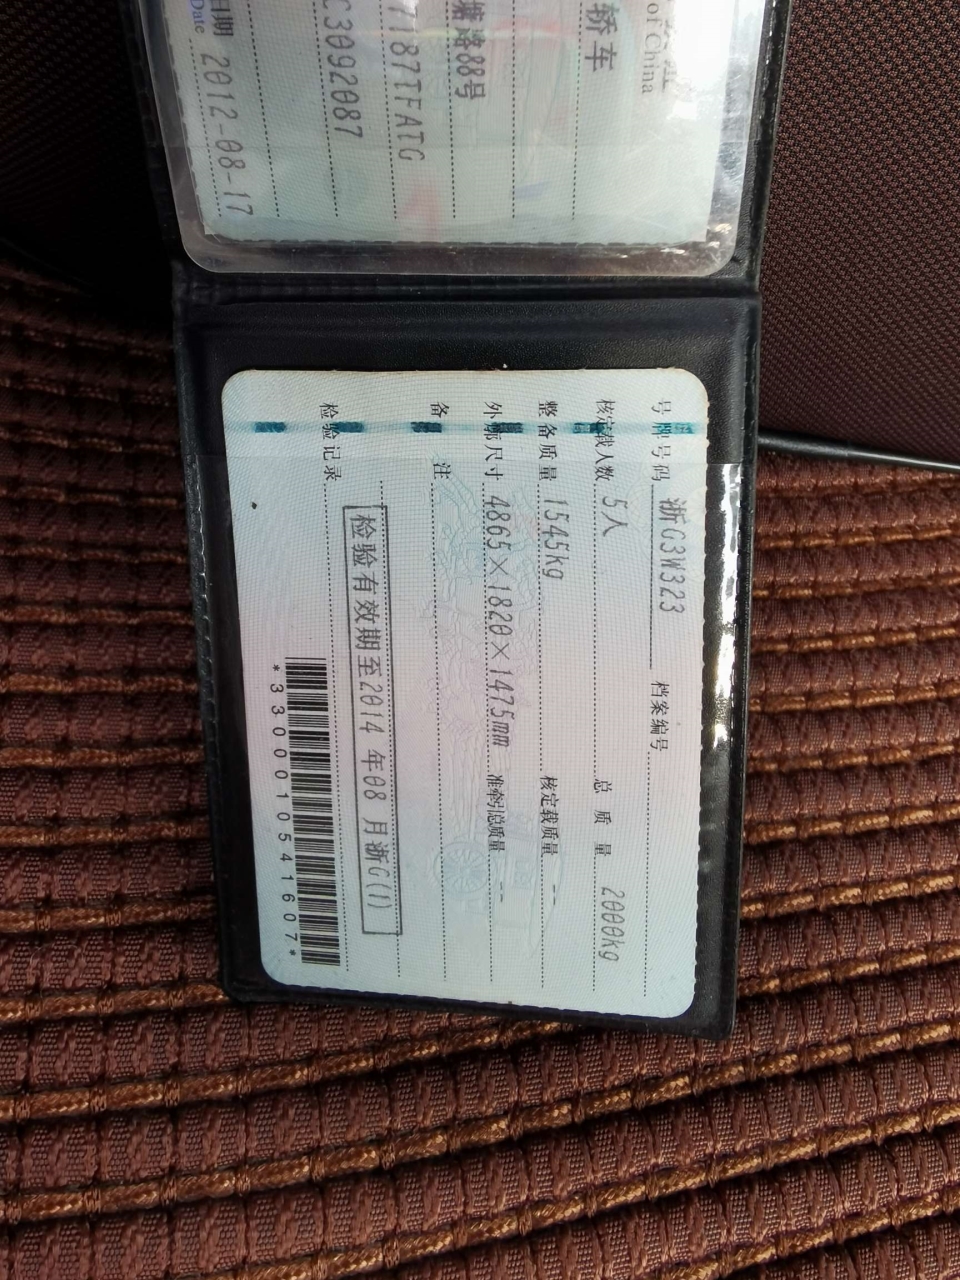 of China
轿车
塘路88号
187TFATG
C3092087
日期 2012-08-17
Date
号牌号码 浙G3W323 档案编号
核定载人数 5人 总质量 2000kg
整备质量 1545kg 核定载质量 --
外廓尺寸 4865×1820×1475mm 准牵引总质量 --
备注
检验有效期至2014 年08 月浙G(1)
检验记录
*3300010541607*